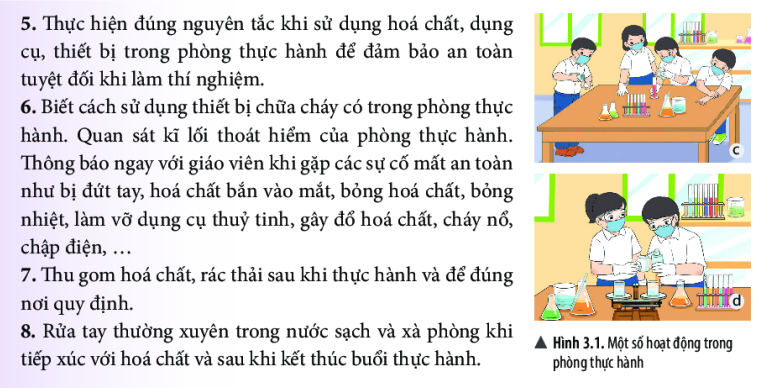 5. Thực hiện đúng nguyên tắc khi sử dụng hoá chất, dụng
cụ, thiết bị trong phòng thực hành để đảm bảo an toàn
tuyệt đối khi làm thí nghiệm.
6. Biết cách sử dụng thiết bị chữa cháy có trong phòng thực
hành. Quan sát kĩ lối thoát hiểm của phòng thực hành.
Thông báo ngay với giáo viên khi gặp các sự cố mất an toàn
như bị đứt tay, hoá chất bắn vào mắt, bỏng hoá chất, bỏng
nhiệt, làm vỡ dụng cụ thuỷ tinh, gây đổ hoá chất, cháy nổ,
chập điện, ...
7. Thu gom hoá chất, rác thải sau khi thực hành và để đúng
nơi quy định.
8. Rửa tay thường xuyên trong nước sạch và xà phòng khi
tiếp xúc với hoá chất và sau khi kết thúc buổi thực hành.
c
d
▲ Hình 3.1. Một số hoạt động trong
phòng thực hành